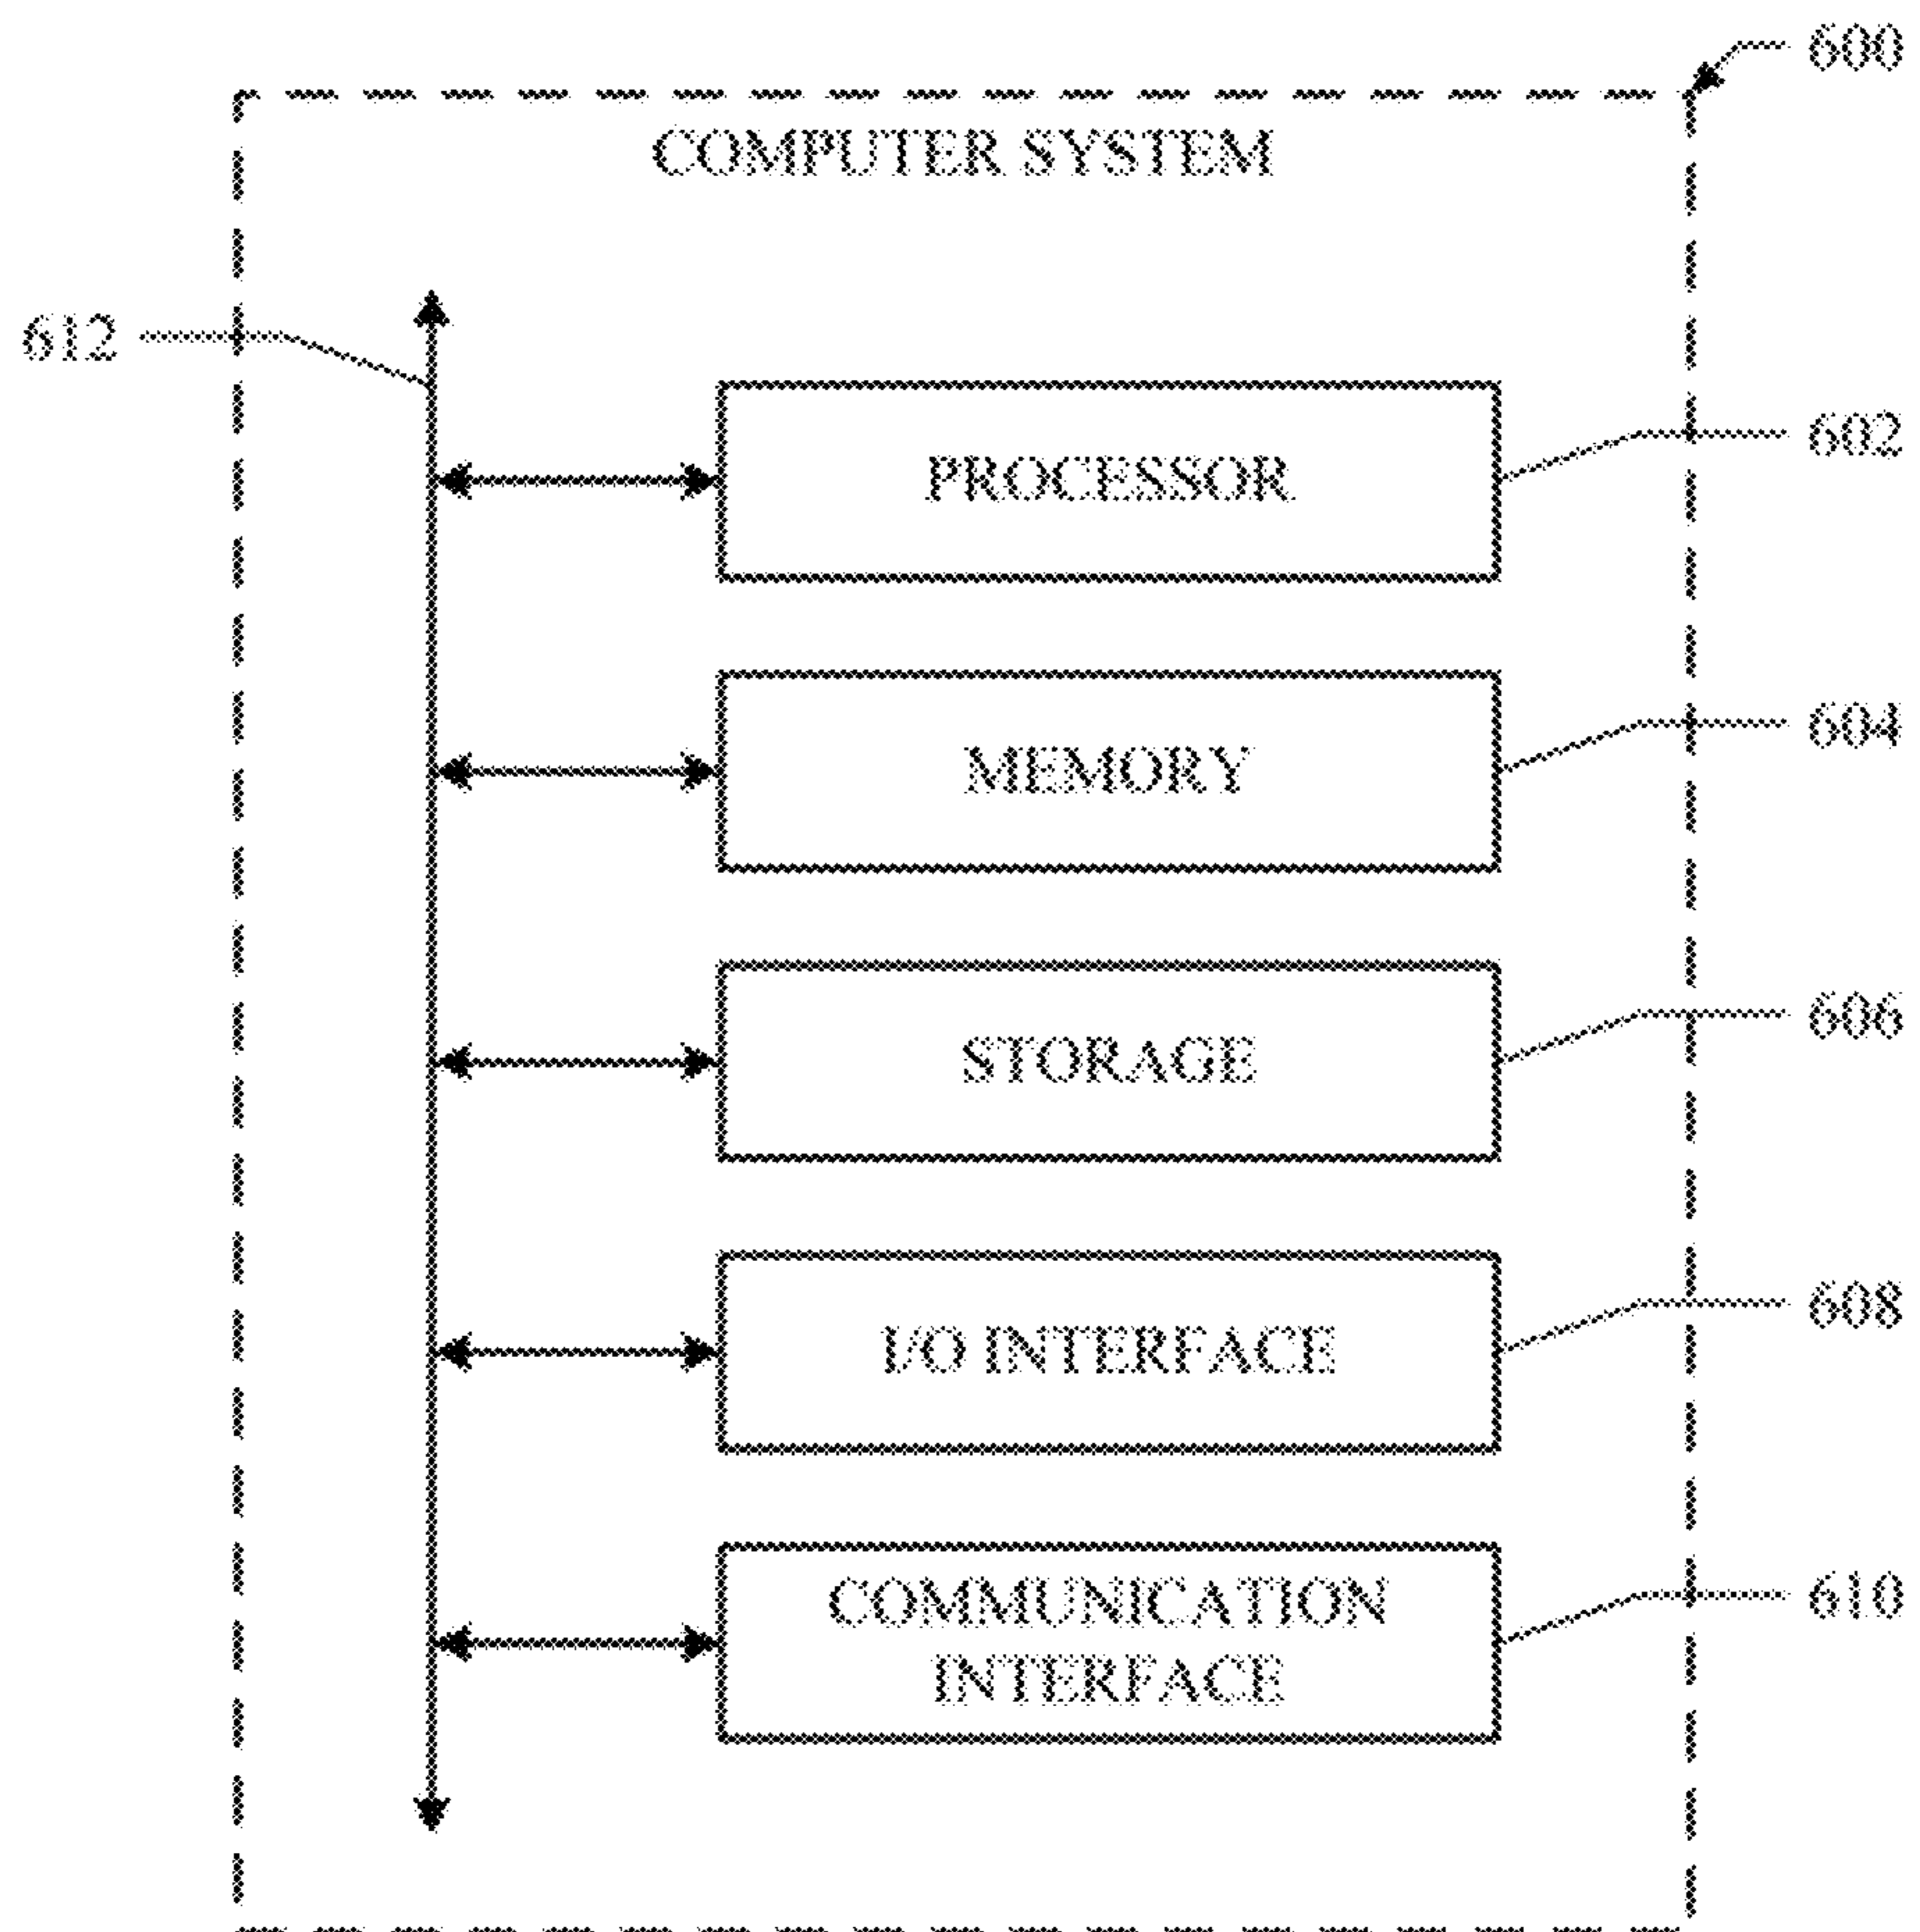 600
COMPUTER SYSTEM
612
602
PROCESSOR
604
MEMORY
606
STORAGE
608
I/O INTERFACE
610
COMMUNICATION
INTERFACE